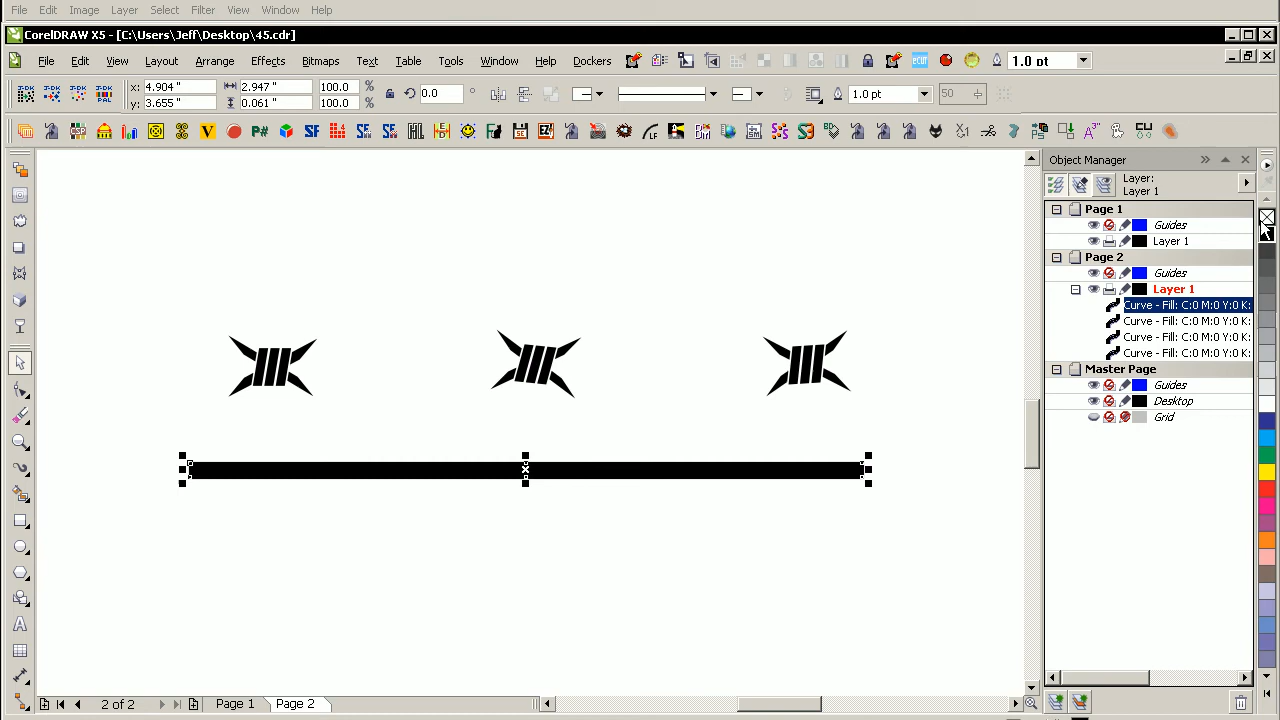 File Edit Image Layer Select Filter View Window Help
CorelDRAW X5 - [C:\Users\Jeff\Desktop\45.cdr]
File Edit View Layout Arrange Effects Bitmaps Text Table Tools Window Help Dockers 1.0 pt
x: 4.904 " 2.947 " 100.0 % 0.0 ° 1.0 pt 50
y: 3.655 " 0.061 " 100.0 %
Object Manager
Layer:
Layer 1
Page 1
Guides
Layer 1
Page 2
Guides
Layer 1
Curve - Fill: C:0 M:0 Y:0 K:
Curve - Fill: C:0 M:0 Y:0 K:
Curve - Fill: C:0 M:0 Y:0 K:
Curve - Fill: C:0 M:0 Y:0 K:
Master Page
Guides
Desktop
Grid
2 of 2 Page 1 Page 2